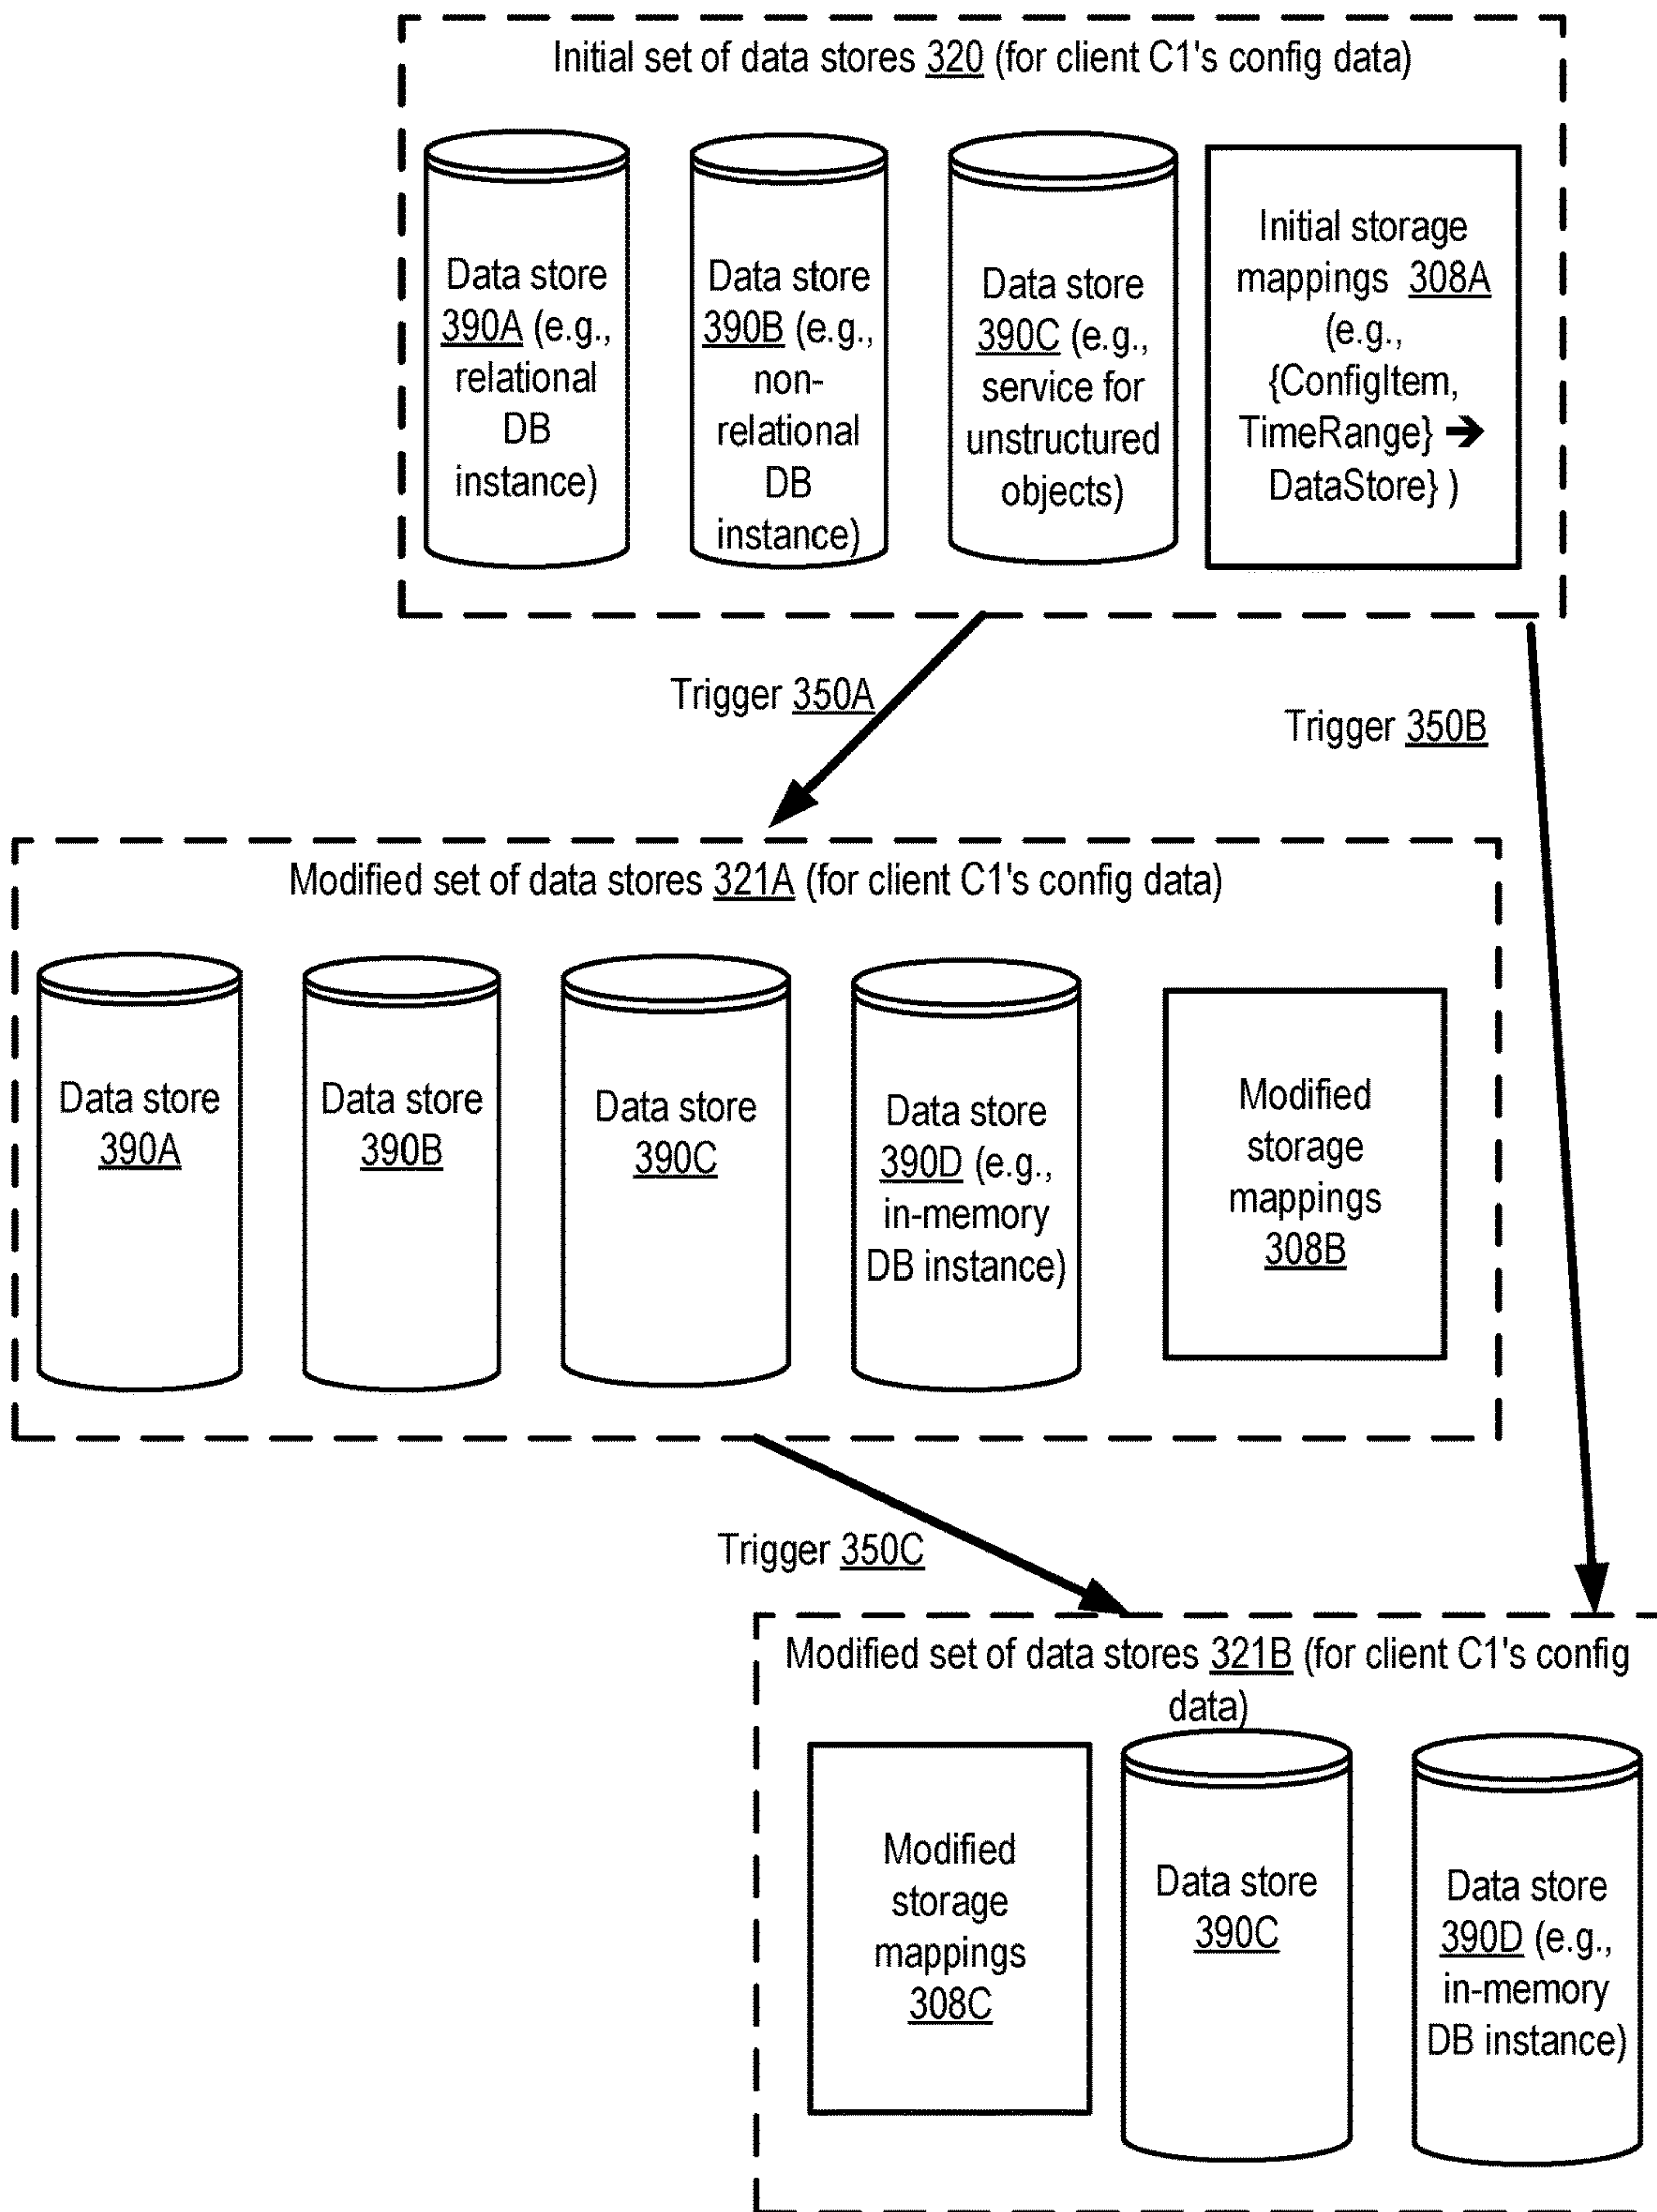 Initial set of data stores 320 (for client C1's config data)
Data store
390A (e.g.,
relational
DB
instance)
Data store
390B (e.g.,
non-
relational
DB
instance)
Data store
390C (e.g.,
service for
unstructured
objects)
Initial storage
mappings 308A
(e.g.,
{ConfigItem,
TimeRange} ➔
DataStore} )
Trigger 350A
Trigger 350B
Modified set of data stores 321A (for client C1's config data)
Data store
390A
Data store
390B
Data store
390C
Data store
390D (e.g.,
in-memory
DB instance)
Modified
storage
mappings
308B
Trigger 350C
Modified set of data stores 321B (for client C1's config
data)
Modified
storage
mappings
308C
Data store
390C
Data store
390D (e.g.,
in-memory
DB instance)